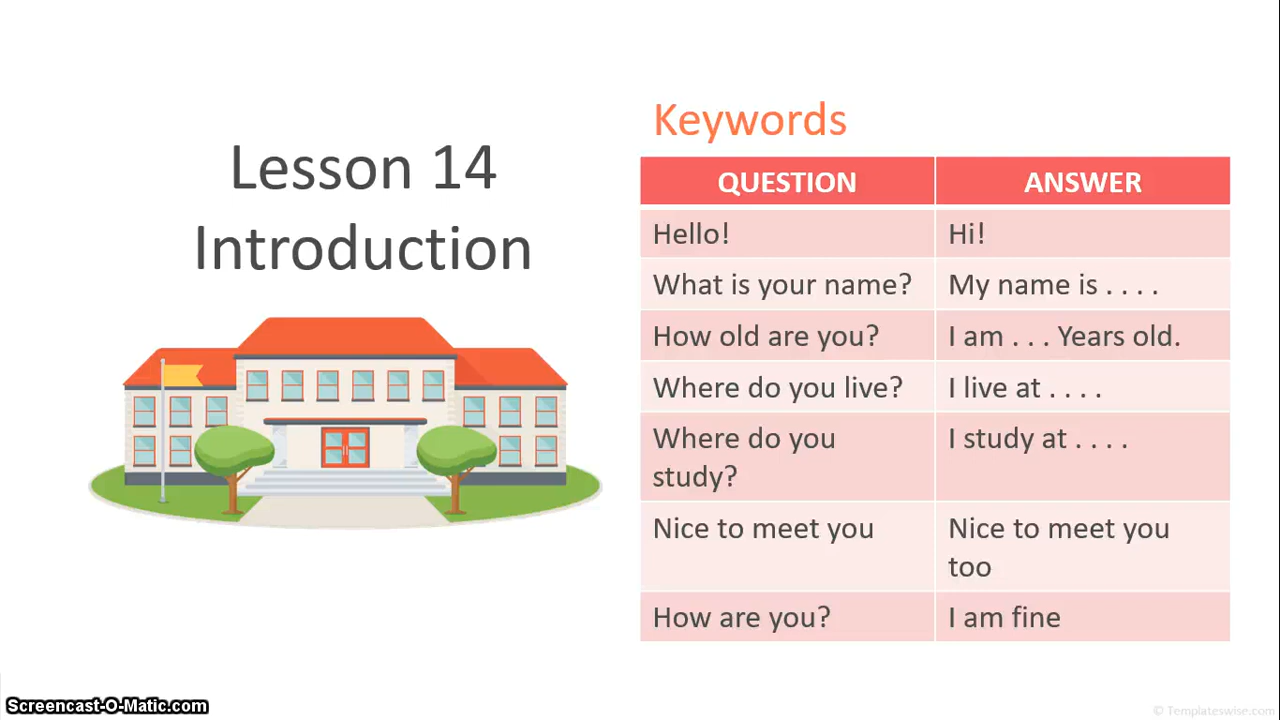 Lesson 14
Introduction
Keywords
QUESTION ANSWER
Hello! Hi!
What is your name? My name is . . . .
How old are you? I am . . . Years old.
Where do you live? I live at . . . .
Where do you I study at . . . .
study?
Nice to meet you Nice to meet you
too
How are you? I am fine
Screencast-O-Matic.com
© Templateswise.com